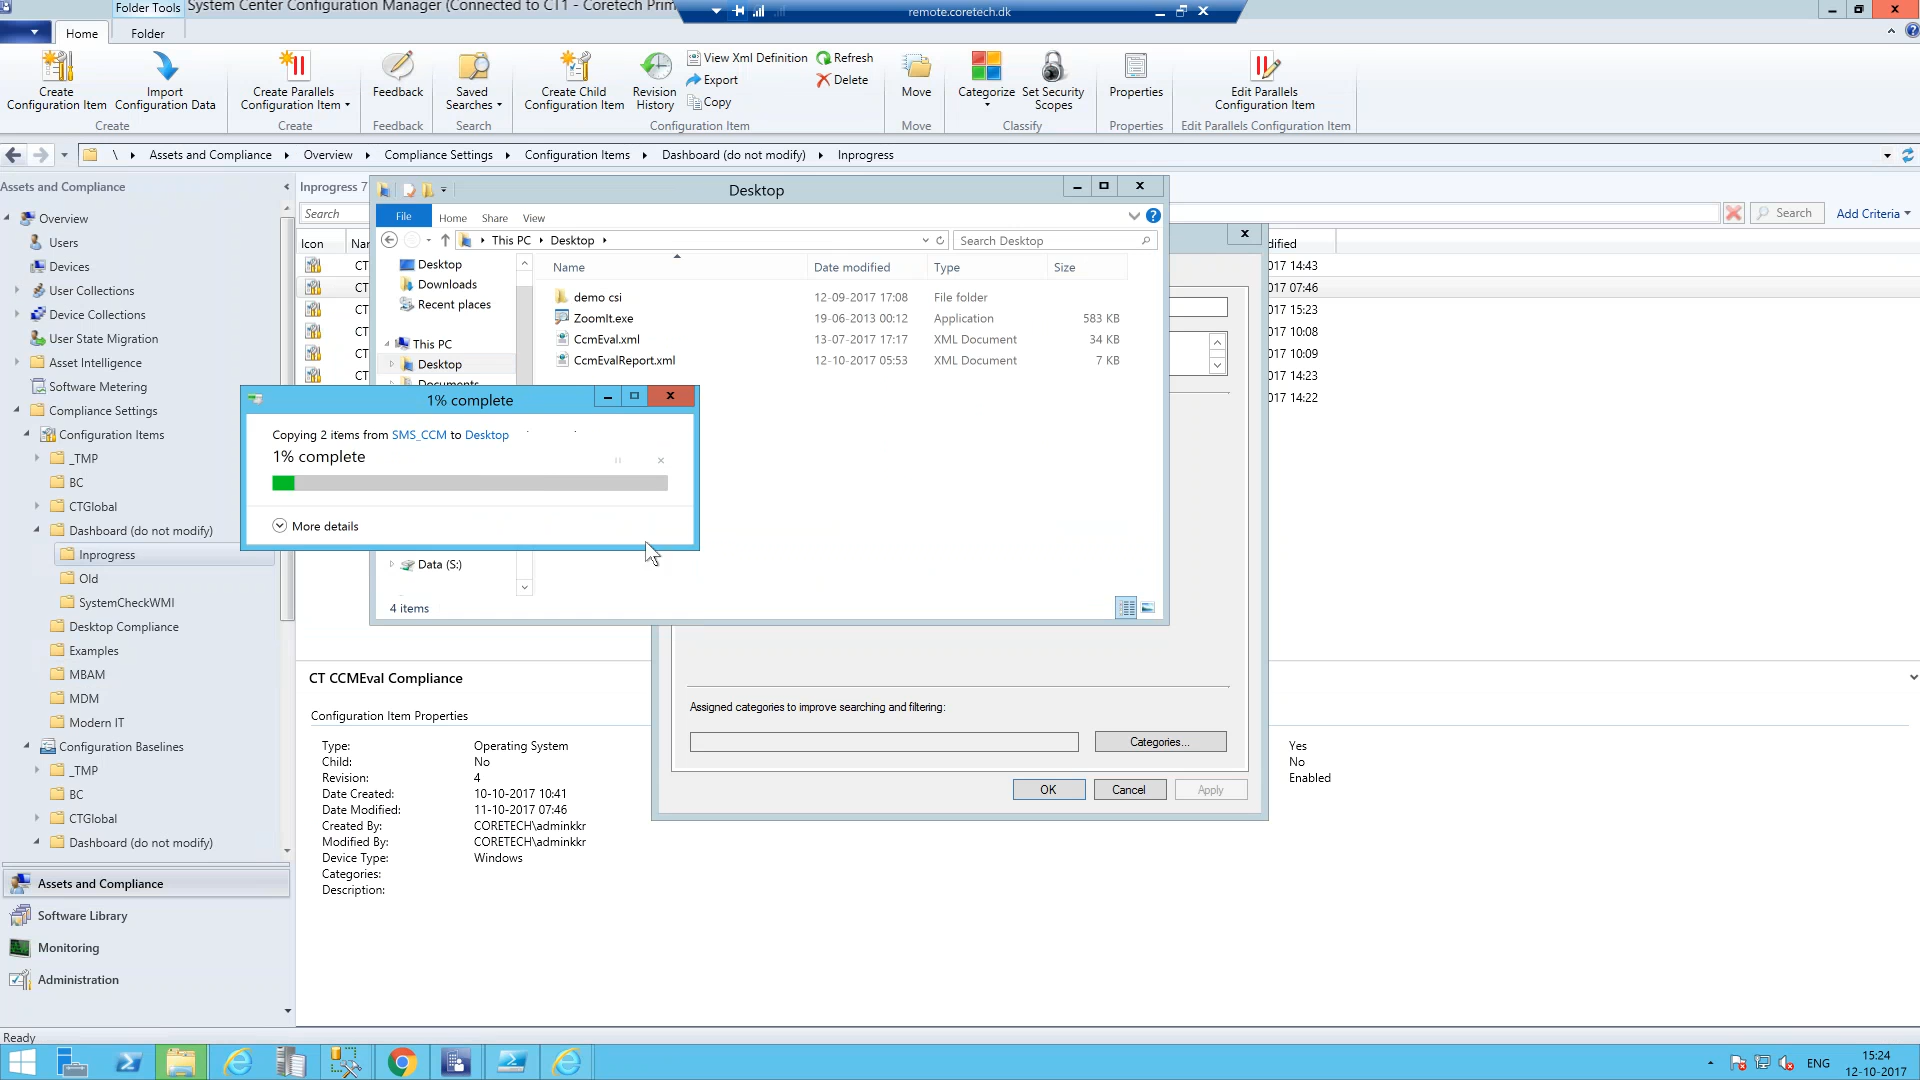 Folder Tools
System Center Configuration Manager (Connected to CT1 - Coretech Prim
remote.coretech.dk
Home
Folder
Create Configuration Item
Import Configuration Data
Create Parallels Configuration Item
Feedback
Saved Searches
Create Child Configuration Item
Revision History
View Xml Definition
Export
Copy
Refresh
Delete
Move
Categorize
Set Security Scopes
Properties
Edit Parallels Configuration Item
Create
Create
Feedback
Search
Configuration Item
Move
Classify
Properties
Edit Parallels Configuration Item
\ Assets and Compliance Overview Compliance Settings Configuration Items Dashboard (do not modify) Inprogress
Assets and Compliance
Overview
Users
Devices
User Collections
Device Collections
User State Migration
Asset Intelligence
Software Metering
Compliance Settings
Configuration Items
_TMP
BC
CTGlobal
Dashboard (do not modify)
Inprogress
Old
SystemCheckWMI
Desktop Compliance
Examples
MBAM
MDM
Modern IT
Configuration Baselines
_TMP
BC
CTGlobal
Dashboard (do not modify)
Assets and Compliance
Software Library
Monitoring
Administration
Inprogress 7
Search
Search
Add Criteria
Icon
dified
CT
017 14:43
CT
017 07:46
CT
017 15:23
CT
017 10:08
CT
017 10:09
CT
017 14:23
017 14:22
Desktop
File Home Share View
This PC Desktop
Search Desktop
Desktop
Downloads
Recent places
This PC
Desktop
Documents
Data (S:)
Name Date modified Type Size
demo csi 12-09-2017 17:08 File folder
ZoomIt.exe 19-06-2013 00:12 Application 583 KB
CcmEval.xml 13-07-2017 17:17 XML Document 34 KB
CcmEvalReport.xml 12-10-2017 05:53 XML Document 7 KB
4 items
1% complete
Copying 2 items from SMS_CCM to Desktop
1% complete
More details
Assigned categories to improve searching and filtering:
Categories...
OK
Cancel
Apply
CT CCMEval Compliance
Configuration Item Properties
Type: Operating System
Child: No
Revision: 4
Date Created: 10-10-2017 10:41
Date Modified: 11-10-2017 07:46
Created By: CORETECH\adminkkr
Modified By: CORETECH\adminkkr
Device Type: Windows
Categories:
Description:
Yes
No
Enabled
Ready
ENG
15:24
12-10-2017